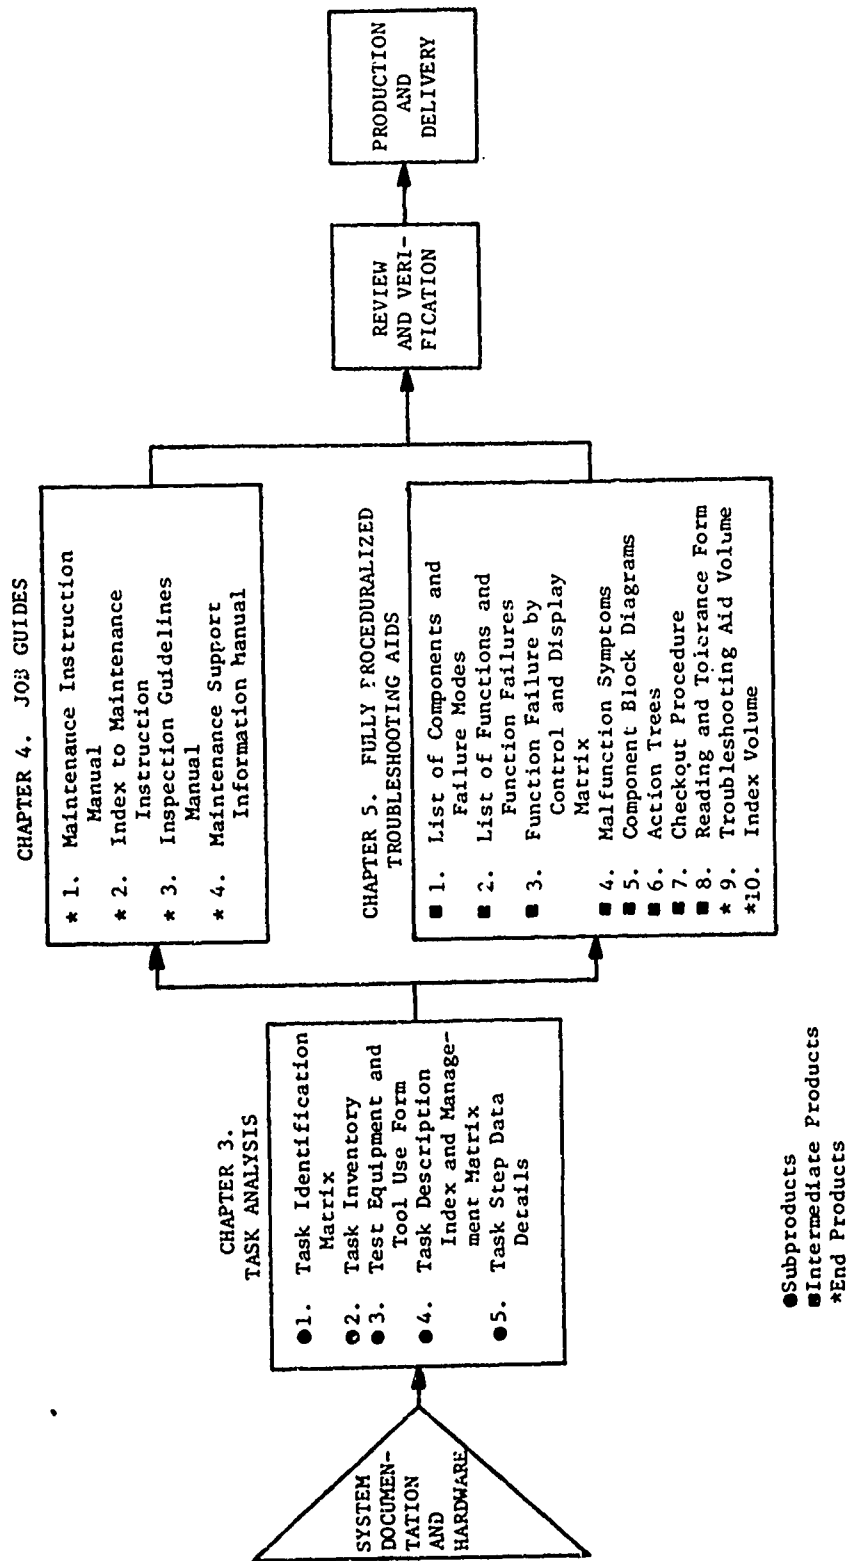 SYSTEM
DOCUMEN-
TATION
AND
HARDWARE
CHAPTER 3.
TASK ANALYSIS
●1. Task Identification
Matrix
●2. Task Inventory
●3. Test Equipment and
Tool Use Form
●4. Task Description
Index and Manage-
ment Matrix
●5. Task Step Data
Details
CHAPTER 4. JOB GUIDES
* 1. Maintenance Instruction
Manual
* 2. Index to Maintenance
Instruction
* 3. Inspection Guidelines
Manual
* 4. Maintenance Support
Information Manual
CHAPTER 5. FULLY PROCEDURALIZED
TROUBLESHOOTING AIDS
■ 1. List of Components and
Failure Modes
■ 2. List of Functions and
Function Failures
■ 3. Function Failure by
Control and Display
Matrix
■ 4. Malfunction Symptoms
■ 5. Component Block Diagrams
■ 6. Action Trees
■ 7. Checkout Procedure
■ 8. Reading and Tolerance Form
* 9. Troubleshooting Aid Volume
*10. Index Volume
REVIEW
AND VERI-
FICATION
PRODUCTION
AND
DELIVERY
●Subproducts
■Intermediate Products
*End Products